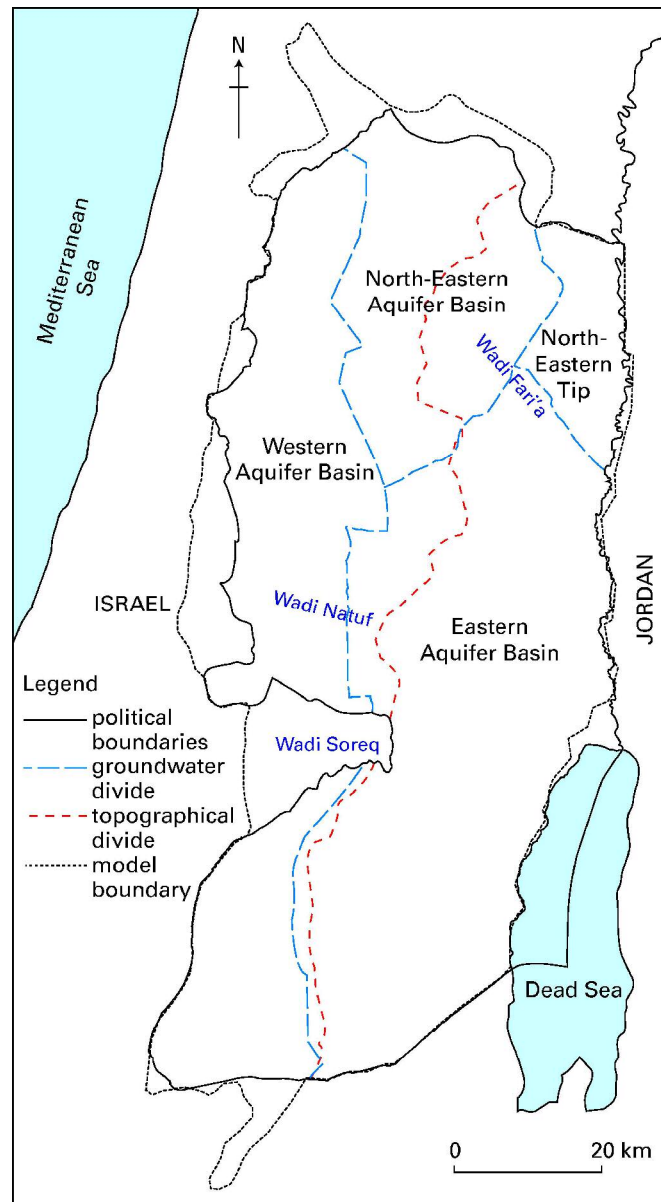 N
Mediterranean
Sea
North-Eastern
Aquifer Basin
North-
Eastern
Tip
Wadi Fari'a
Western
Aquifer Basin
ISRAEL
Wadi Natuf
Eastern
Aquifer Basin
JORDAN
Legend
political
boundaries
groundwater
divide
topographical
divide
model
boundary
Wadi Soreq
Dead Sea
0 20 km